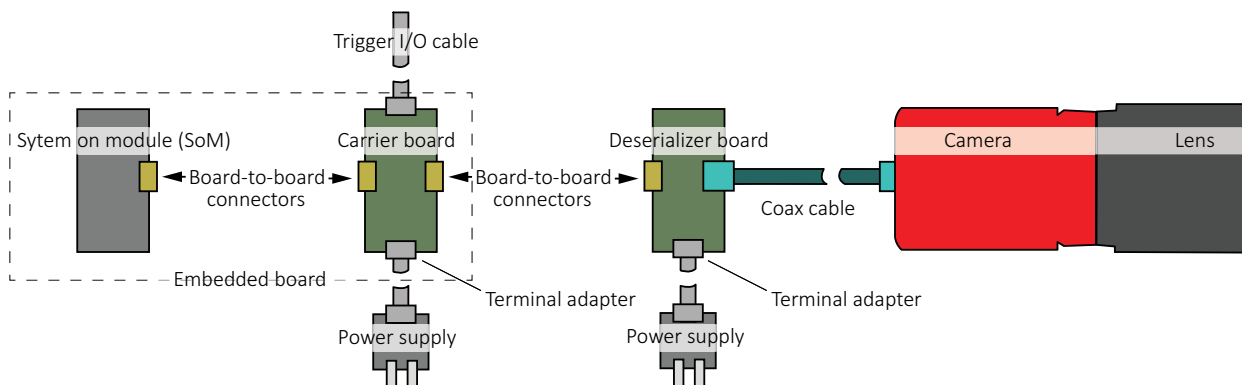 Trigger I/O cable
Sytem on module (SoM)
Carrier board
Deserializer board
Camera
Lens
Board-to-board
connectors
Board-to-board
connectors
Coax cable
Embedded board
Terminal adapter
Terminal adapter
Power supply
Power supply